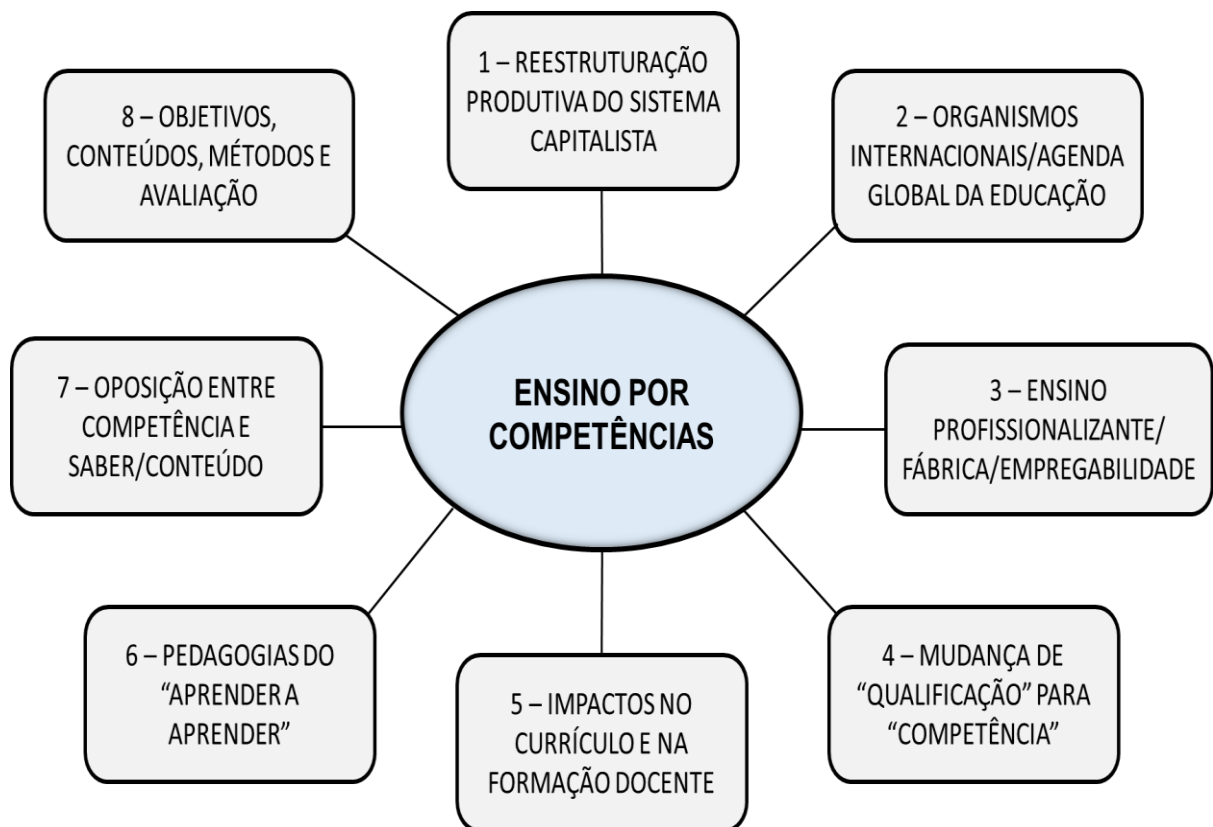 1 – REESTRUTURAÇÃO
PRODUTIVA DO SISTEMA
CAPITALISTA
2 – ORGANISMOS
INTERNACIONAIS/AGENDA
GLOBAL DA EDUCAÇÃO
3 – ENSINO
PROFISSIONALIZANTE/
FÁBRICA/EMPREGABILIDADE
4 – MUDANÇA DE
“QUALIFICAÇÃO” PARA
“COMPETÊNCIA”
5 – IMPACTOS NO
CURRÍCULO E NA
FORMAÇÃO DOCENTE
6 – PEDAGOGIAS DO
“APRENDER A
APRENDER”
7 – OPOSIÇÃO ENTRE
COMPETÊNCIA E
SABER/CONTEÚDO
8 – OBJETIVOS,
CONTEÚDOS, MÉTODOS E
AVALIAÇÃO
ENSINO POR
COMPETÊNCIAS